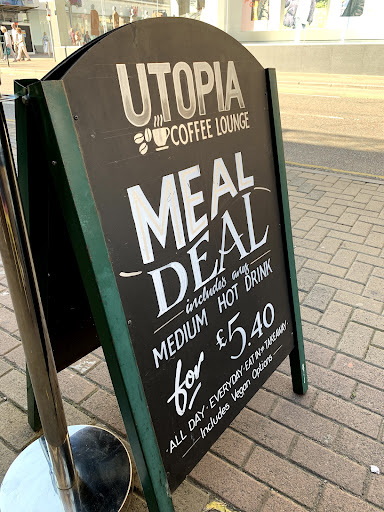 UTOPIA
COFFEE LOUNGE
MEAL
DEAL
includes any
MEDIUM HOT DRINK
for £5.40
·ALL DAY·EVERYDAY·EAT IN OR TAKEAWAY·
Includes Vegan Options